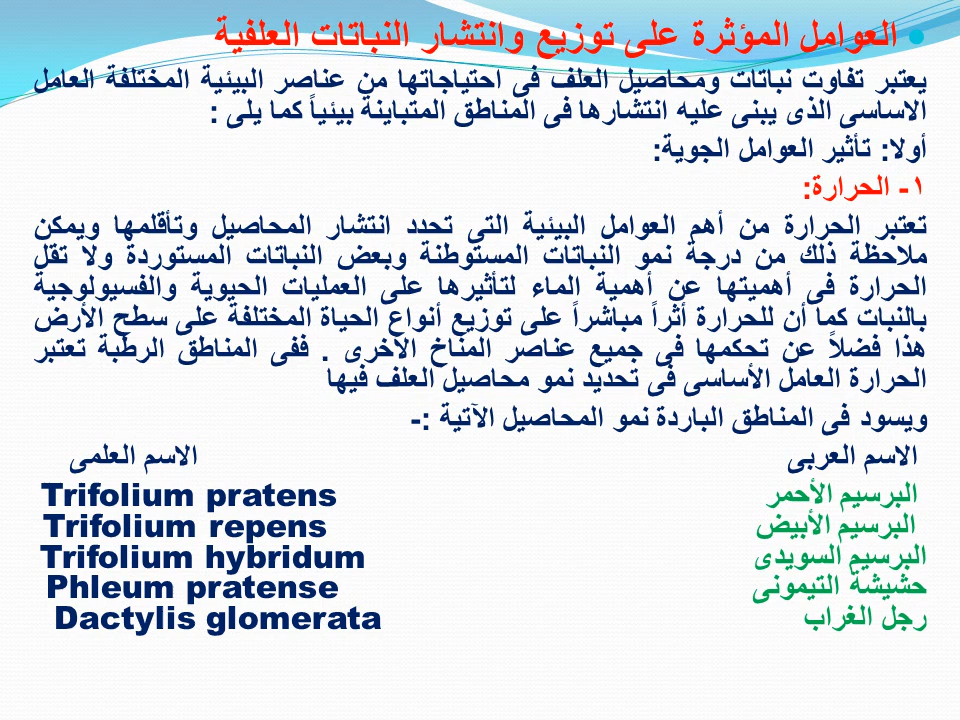 • العوامل المؤثرة على توزيع وانتشار النباتات العلفية
يعتبر تفاوت نباتات ومحاصيل العلف فى احتياجاتها من عناصر البيئية المختلفة العامل
الاساسى الذى يبنى عليه انتشارها فى المناطق المتباينة بيئياً كما يلى :
أولا: تأثير العوامل الجوية:
١- الحرارة:
تعتبر الحرارة من أهم العوامل البيئية التى تحدد انتشار المحاصيل وتأقلمها ويمكن
ملاحظة ذلك من درجة نمو النباتات المستوطنة وبعض النباتات المستوردة ولا تقل
الحرارة فى أهميتها عن أهمية الماء لتأثيرها على العمليات الحيوية والفسيولوجية
بالنبات كما أن للحرارة أثراً مباشراً على توزيع أنواع الحياة المختلفة على سطح الأرض
هذا فضلاً عن تحكمها فى جميع عناصر المناخ الأخرى . ففى المناطق الرطبة تعتبر
الحرارة العامل الأساسى فى تحديد نمو محاصيل العلف فيها
ويسود فى المناطق الباردة نمو المحاصيل الآتية :-
الاسم العربى الاسم العلمى
البرسيم الأحمر Trifolium pratens
البرسيم الأبيض Trifolium repens
البرسيم السويدى Trifolium hybridum
حشيشة التيمونى Phleum pratense
رجل الغراب Dactylis glomerata